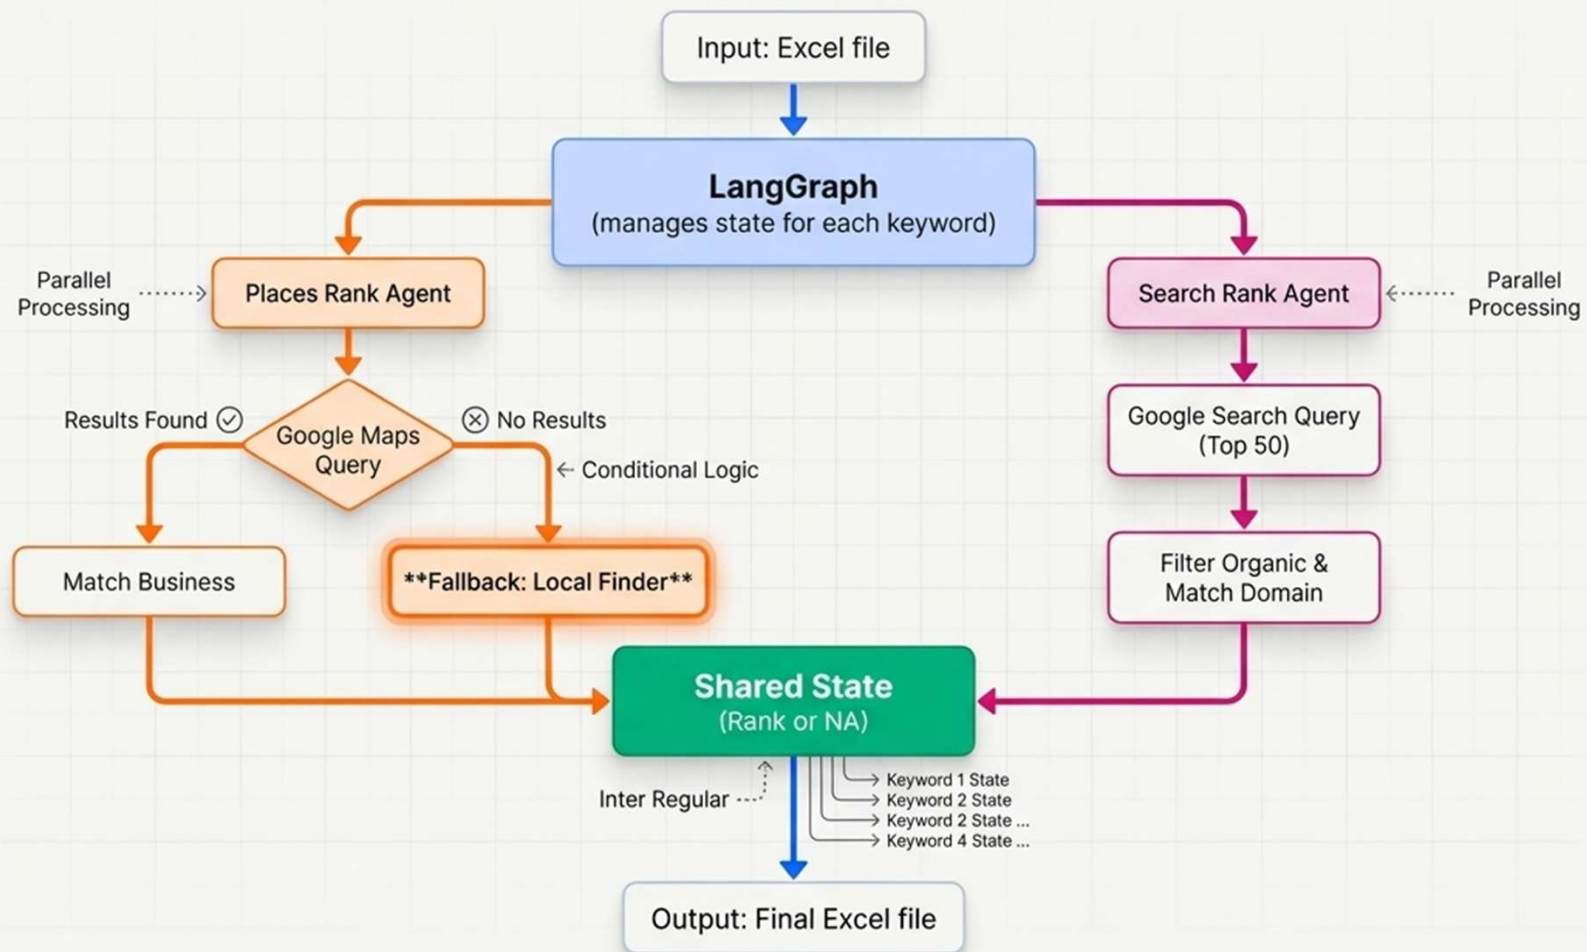 Input: Excel file
LangGraph
(manages state for each keyword)
Parallel
Processing
Places Rank Agent
Search Rank Agent
Parallel
Processing
Results Found
No Results
Google Maps
Query
Conditional Logic
Google Search Query
(Top 50)
Match Business
**Fallback: Local Finder**
Filter Organic &
Match Domain
Shared State
(Rank or NA)
Inter Regular
Keyword 1 State
Keyword 2 State
Keyword 2 State ...
Keyword 4 State ...
Output: Final Excel file